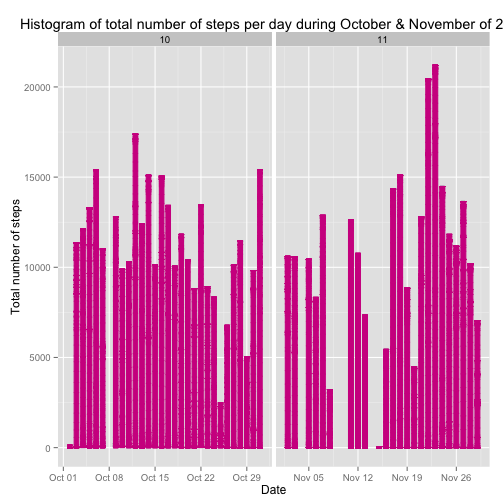 Histogram of total number of steps per day during October & November of 2
10 11
Total number of steps
20000
15000
10000
5000
0
Oct 01 Oct 08 Oct 15 Oct 22 Oct 29 Nov 05 Nov 12 Nov 19 Nov 26
Date